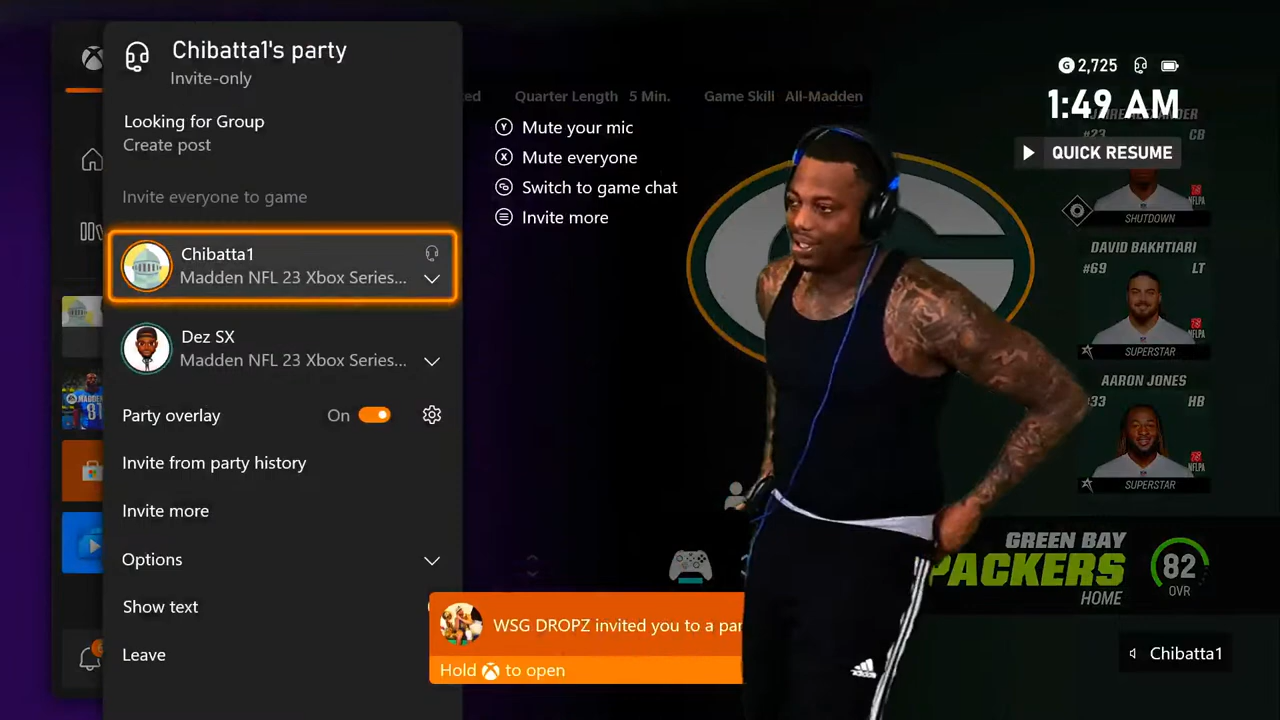 Chibatta1's party
Invite-only
Looking for Group
Create post
Invite everyone to game
Chibatta1
Madden NFL 23 Xbox Series...
Dez SX
Madden NFL 23 Xbox Series...
Party overlay On
Invite from party history
Invite more
Options
Show text
Leave
Quarter Length 5 Min. Game Skill All-Madden
Y Mute your mic
X Mute everyone
Switch to game chat
Invite more
G 2,725
1:49 AM
QUICK RESUME
#23 CB
SHUTDOWN
DAVID BAKHTIARI
#69 LT
NFLPA
SUPERSTAR
AARON JONES
#33 HB
NFLPA
SUPERSTAR
GREEN BAY
PACKERS
HOME
82
OVR
WSG DROPZ invited you to a par
Hold to open
Chibatta1